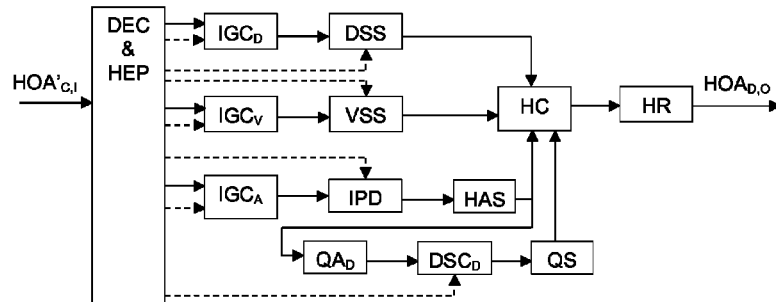 DEC
&
HEP
HOA'C,I
IGCD
DSS
IGCV
VSS
HC
HR
HOAD,O
IGCA
IPD
HAS
QAD
DSCD
QS